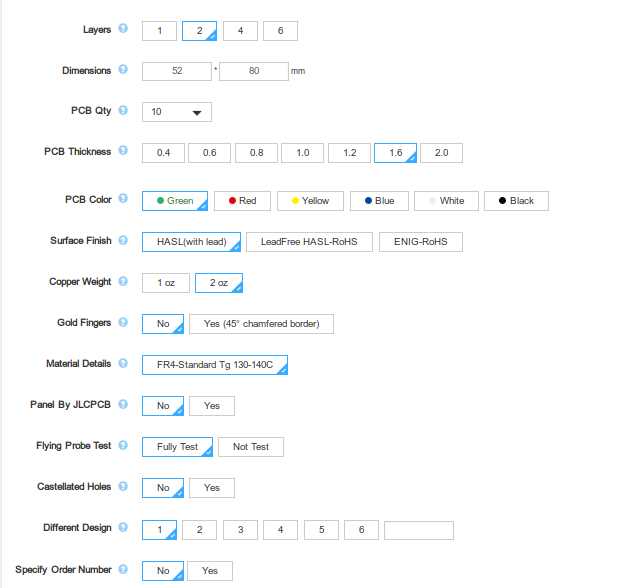 Layers ? 1 2 4 6
Dimensions ? 52 * 80 mm
PCB Qty ? 10
PCB Thickness ? 0.4 0.6 0.8 1.0 1.2 1.6 2.0
PCB Color ? Green Red Yellow Blue White Black
Surface Finish ? HASL(with lead) LeadFree HASL-RoHS ENIG-RoHS
Copper Weight ? 1 oz 2 oz
Gold Fingers ? No Yes (45° chamfered border)
Material Details ? FR4-Standard Tg 130-140C
Panel By JLCPCB ? No Yes
Flying Probe Test ? Fully Test Not Test
Castellated Holes ? No Yes
Different Design ? 1 2 3 4 5 6
Specify Order Number ? No Yes